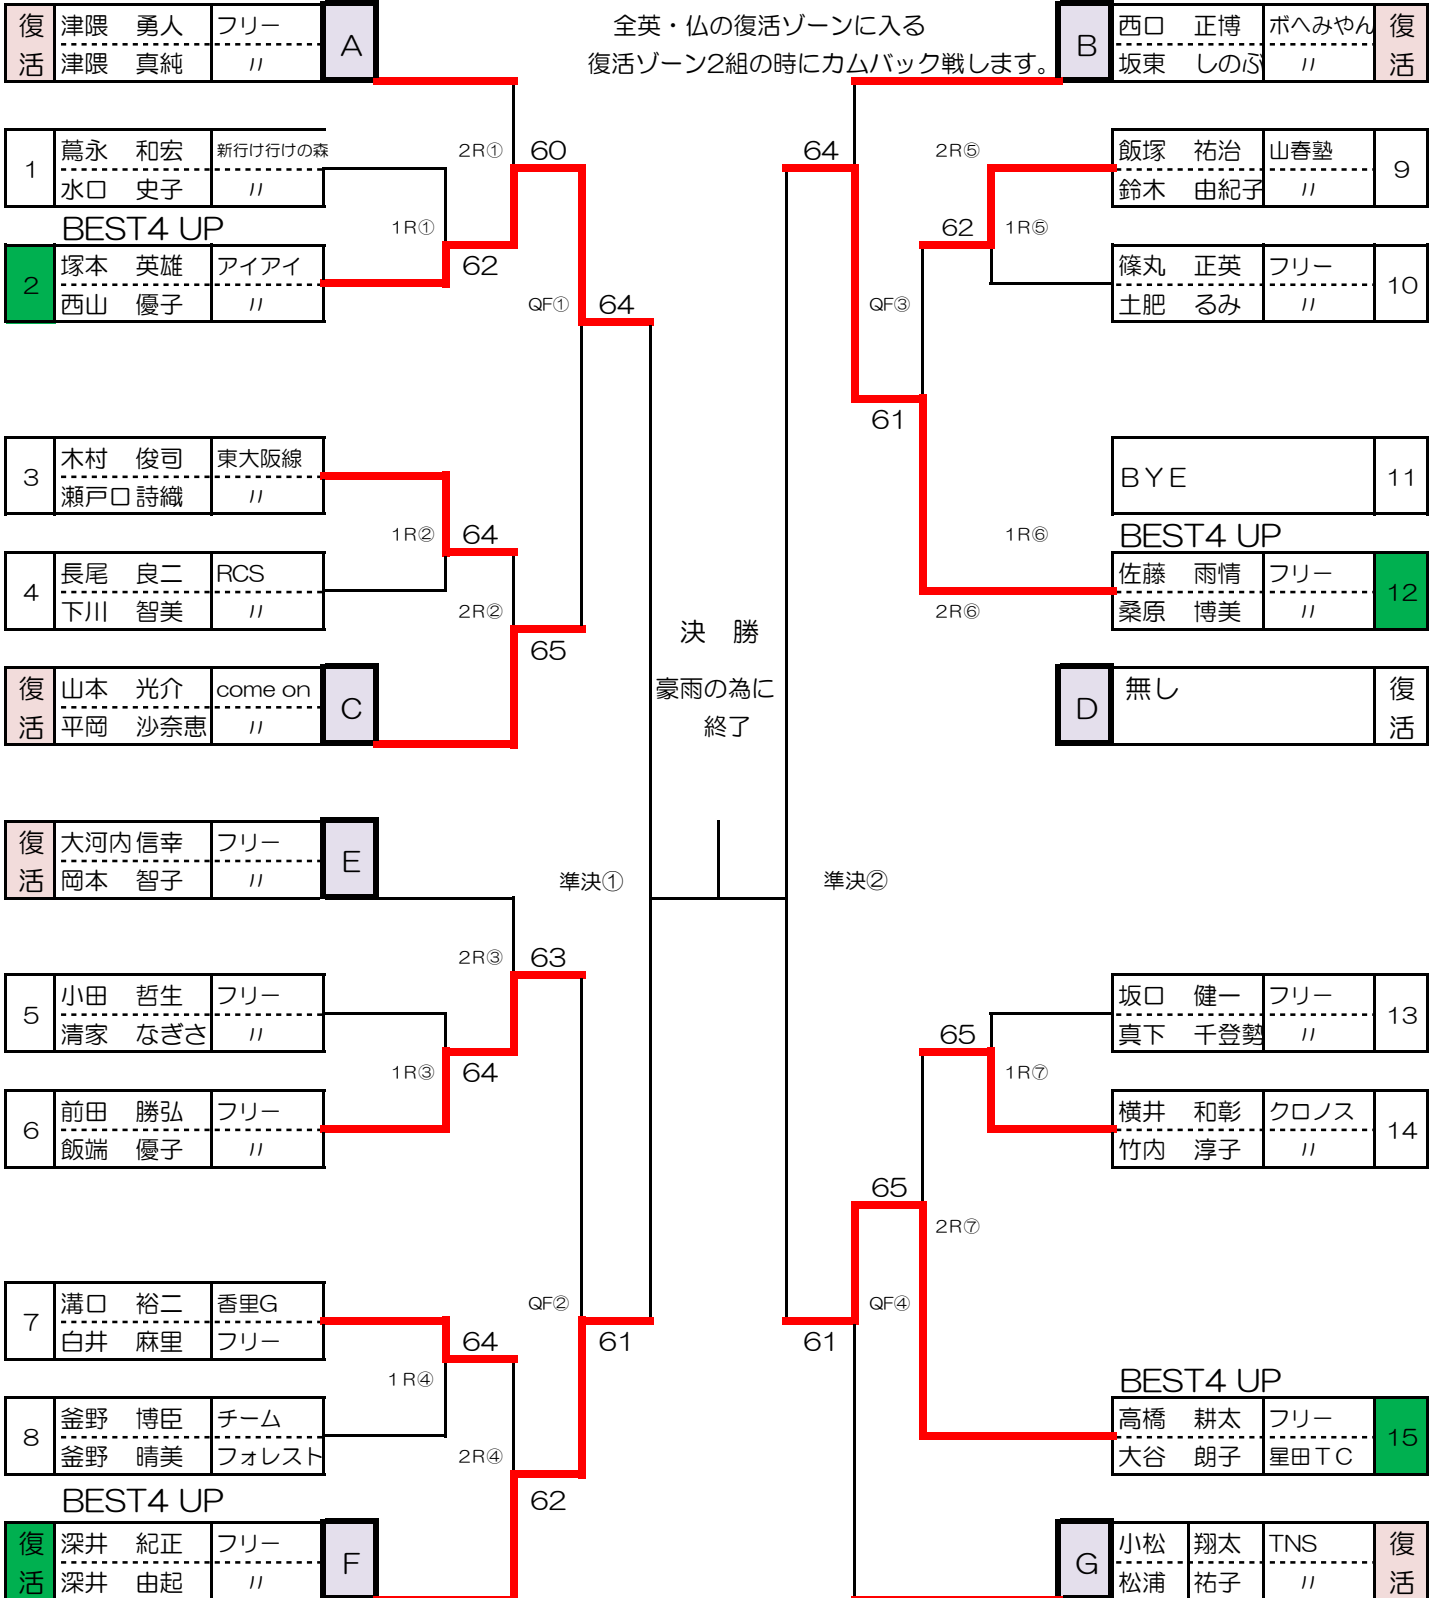 全英・仏の復活ゾーンに入る
復活ゾーン2組の時にカムバック戦します。
復活 津隈 勇人 フリー A
津隈 真純 〃
1 蔦永 和宏 新行け行けの森
水口 史子 〃
BEST4 UP
2 塚本 英雄 アイアイ
西山 優子 〃
3 木村 俊司 東大阪線
瀬戸口 詩織 〃
4 長尾 良二 RCS
下川 智美 〃
復活 山本 光介 come on C
平岡 沙奈恵 〃
復活 大河内 信幸 フリー E
岡本 智子 〃
5 小田 哲生 フリー
清家 なぎさ 〃
6 前田 勝弘 フリー
飯端 優子 〃
7 溝口 裕二 香里G
白井 麻里 フリー
8 釜野 博臣 チーム
釜野 晴美 フォレスト
BEST4 UP
復活 深井 紀正 フリー F
深井 由起 〃
1R① 62
2R① 60
QF① 64
1R② 64
2R② 65
2R③ 63
1R③ 64
QF② 61
1R④ 64
2R④ 62
準決①
決 勝
豪雨の為に
終了
準決②
64
2R⑤
62 1R⑤
QF③
61
1R⑥
2R⑥
65
1R⑦
65
2R⑦
QF④
61
B 西口 正博 ボヘみやん 復活
坂東 しのぶ 〃
飯塚 祐治 山春塾 9
鈴木 由紀子 〃
篠丸 正英 フリー 10
土肥 るみ 〃
BYE 11
BEST4 UP
佐藤 雨情 フリー 12
桑原 博美 〃
D 無し 復活
坂口 健一 フリー 13
真下 千登勢 〃
横井 和彰 クロノス 14
竹内 淳子 〃
BEST4 UP
高橋 耕太 フリー 15
大谷 朗子 星田TC
G 小松 翔太 TNS 復活
松浦 祐子 〃